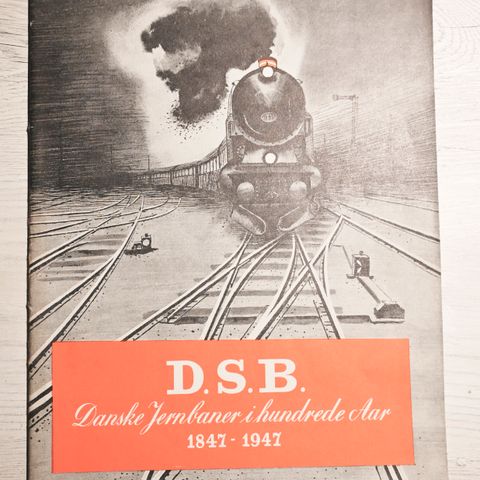 D.S.B.
Danske Jernbaner i hundrede Aar
1847 - 1947